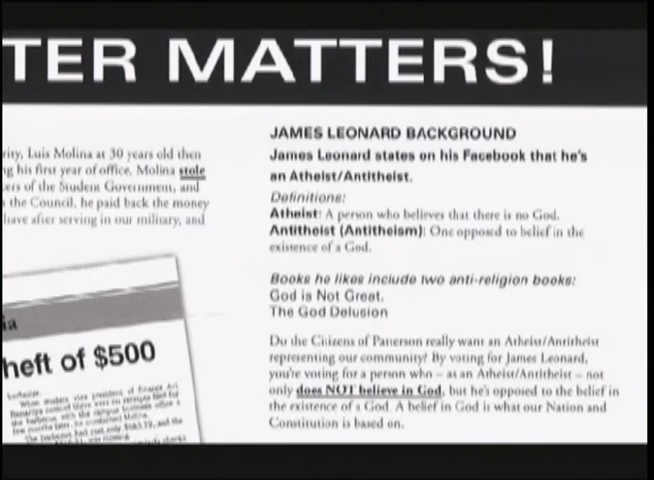 TER MATTERS!
rity, Luis Molina at 30 years old then
ng his first year of office, Molina stole
ers of the Student Government, and
the Council, he paid back the money
have after serving in our military, and
ia
heft of $500
JAMES LEONARD BACKGROUND
James Leonard states on his Facebook that he's
an Atheist/Antitheist.
Definitions:
Atheist: A person who believes that there is no God.
Antitheist (Antitheism): One opposed to belief in the
existence of a God.
Books he likes include two anti-religion books:
God is Not Great.
The God Delusion
Do the Citizens of Patterson really want an Atheist/Antitheist
representing our community? By voting for James Leonard,
you're voting for a person who – as an Atheist/Antitheist – not
only does NOT believe in God, but he's opposed to the belief in
the existence of a God. A belief in God is what our Nation and
Constitution is based on.